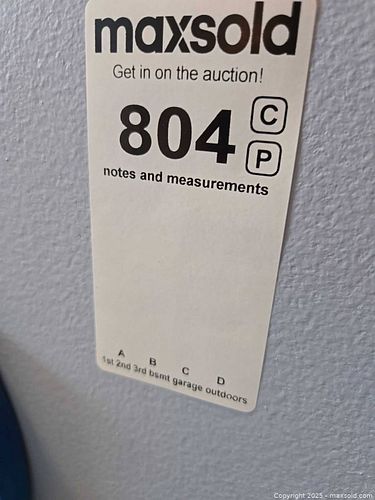 maxsold
Get in on the auction!
804 C
P
notes and measurements
A B C D
1st 2nd 3rd bsmt garage outdoors
Copyright 2025 - maxsold.com